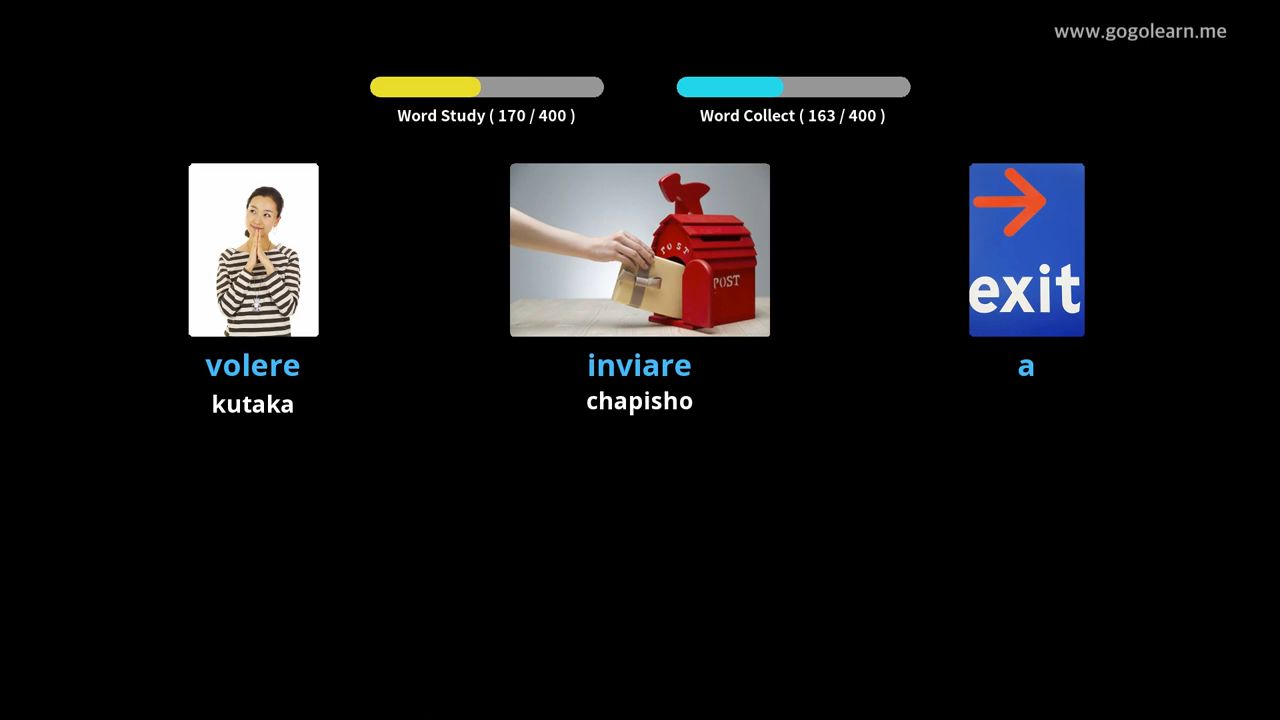 www.gogolearn.me
Word Study ( 170 / 400 )
Word Collect ( 163 / 400 )
POST
POST
exit
volere
inviare
a
kutaka
chapisho